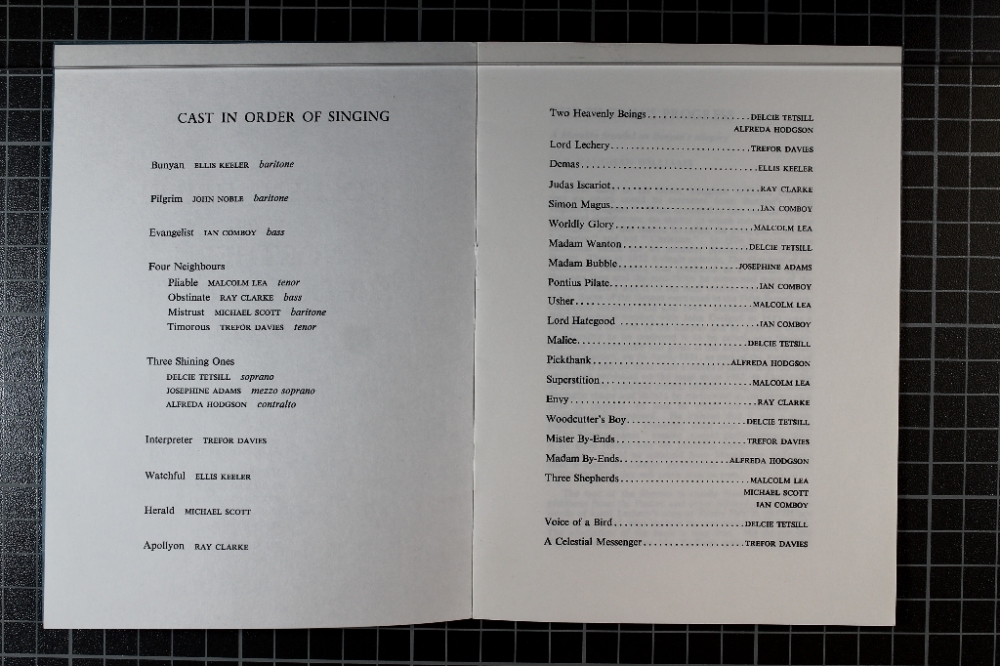 CAST IN ORDER OF SINGING
Bunyan ELLIS KEELER baritone
Pilgrim JOHN NOBLE baritone
Evangelist IAN COMBOY bass
Four Neighbours
Pliable MALCOLM LEA tenor
Obstinate RAY CLARKE bass
Mistrust MICHAEL SCOTT baritone
Timorous TREFOR DAVIES tenor
Three Shining Ones
DELCIE TETSILL soprano
JOSEPHINE ADAMS mezzo soprano
ALFREDA HODGSON contralto
Interpreter TREFOR DAVIES
Watchful ELLIS KEELER
Herald MICHAEL SCOTT
Apollyon RAY CLARKE
Two Heavenly Beings....................DELCIE TETSILL
ALFREDA HODGSON
Lord Lechery...........................TREFOR DAVIES
Demas..................................ELLIS KEELER
Judas Iscariot............................RAY CLARKE
Simon Magus............................IAN COMBOY
Worldly Glory..........................MALCOLM LEA
Madam Wanton........................DELCIE TETSILL
Madam Bubble......................JOSEPHINE ADAMS
Pontius Pilate............................IAN COMBOY
Usher.................................MALCOLM LEA
Lord Hategood ..........................IAN COMBOY
Malice................................DELCIE TETSILL
Pickthank..........................ALFREDA HODGSON
Superstition............................MALCOLM LEA
Envy....................................RAY CLARKE
Woodcutter's Boy......................DELCIE TETSILL
Mister By-Ends........................TREFOR DAVIES
Madam By-Ends....................ALFREDA HODGSON
Three Shepherds........................MALCOLM LEA
MICHAEL SCOTT
IAN COMBOY
Voice of a Bird........................DELCIE TETSILL
A Celestial Messenger..................TREFOR DAVIES